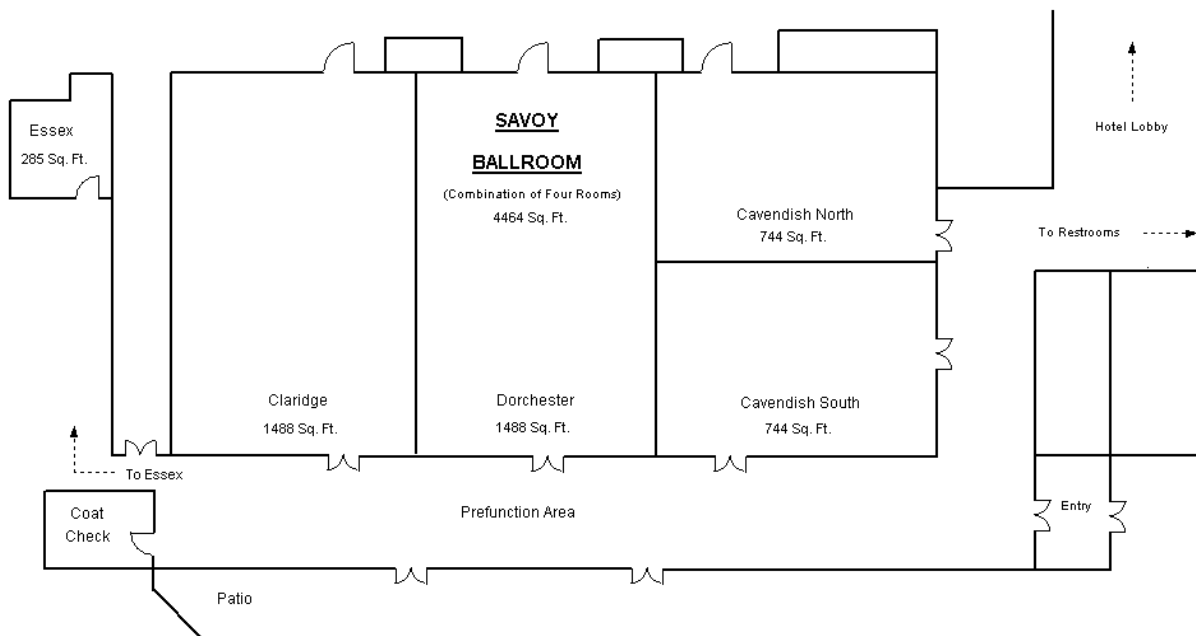 SAVOY
BALLROOM
(Combination of Four Rooms)
4464 Sq. Ft.
Essex
285 Sq. Ft.
Hotel Lobby
Cavendish North
744 Sq. Ft.
To Restrooms
Claridge
1488 Sq. Ft.
Dorchester
1488 Sq. Ft.
Cavendish South
744 Sq. Ft.
To Essex
Coat
Check
Prefunction Area
Entry
Patio